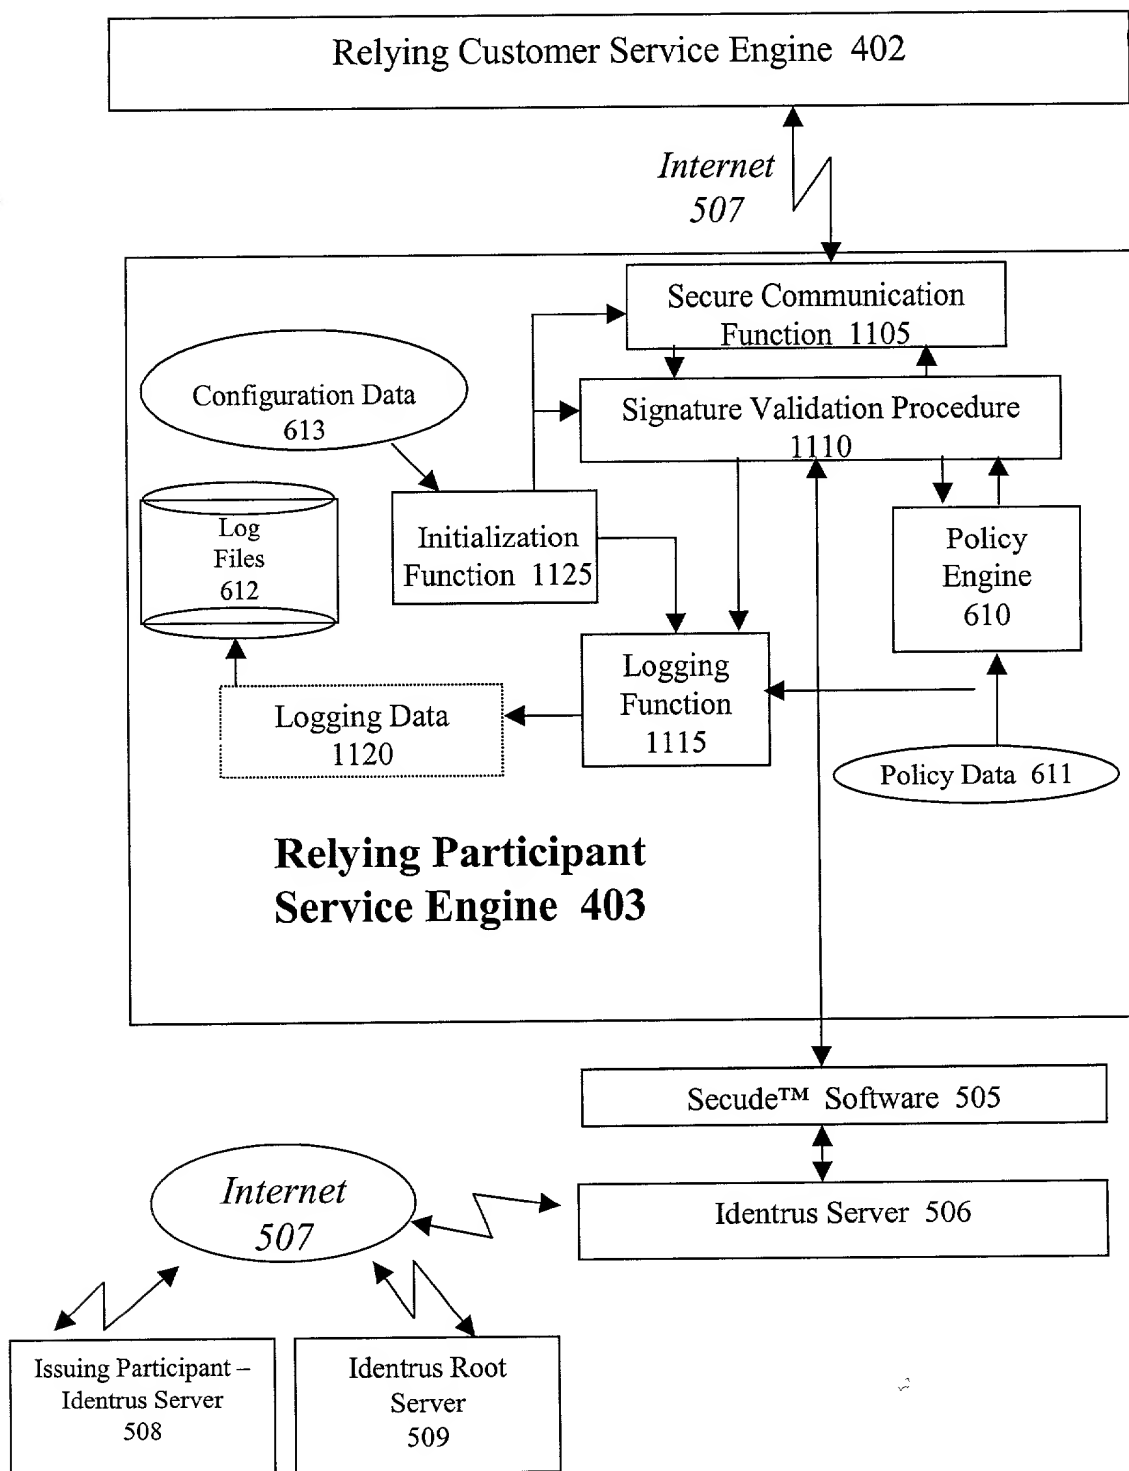 Relying Customer Service Engine 402
Internet
507
Secure Communication
Function 1105
Configuration Data
613
Signature Validation Procedure
1110
Log
Files
612
Initialization
Function 1125
Policy
Engine
610
Logging
Function
1115
Logging Data
1120
Policy Data 611
Relying Participant
Service Engine 403
Secude™ Software 505
Internet
507
Identrus Server 506
Issuing Participant –
Identrus Server
508
Identrus Root
Server
509